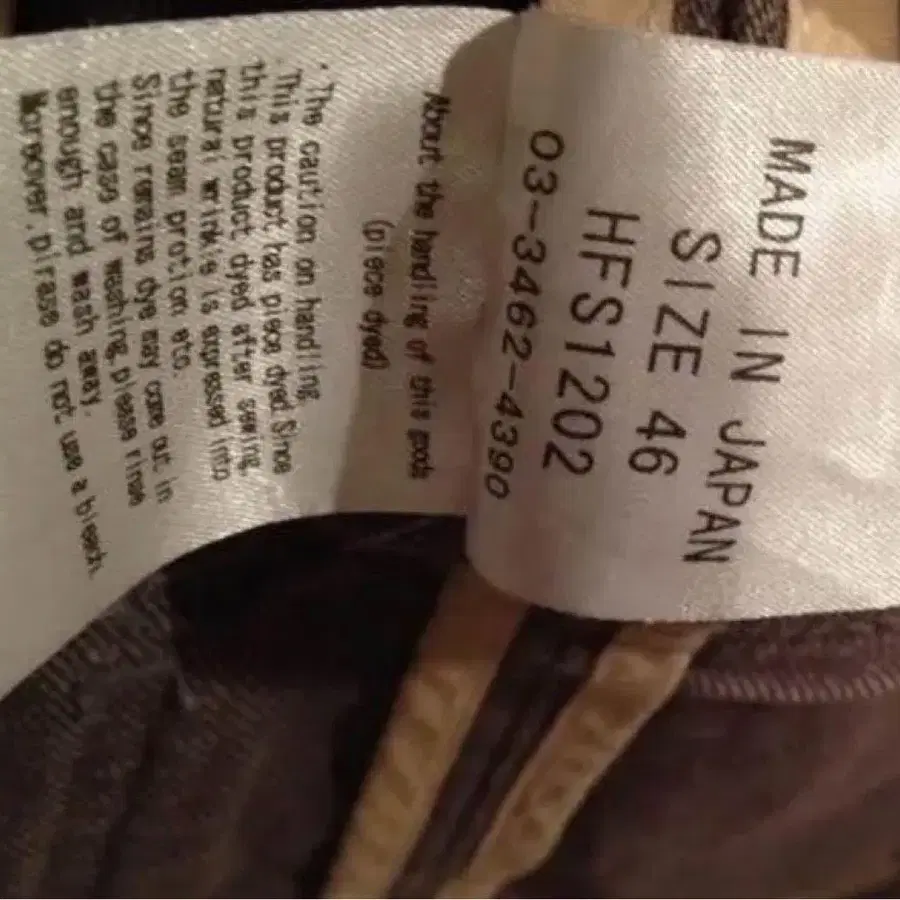 MADE IN JAPAN
SIZE 46
HFS1202
03-3462-4390
About the handling of this goods
(piece dyed)
・The caution on handling
This product has piece dyed Since
this product dyed after sewing,
natural wrinkle is expressed into
the seam protion etc.
Since remains dye may come out in
the case of washing, please rinse
enough and wash away.
Moreover, please do not use a bleach.